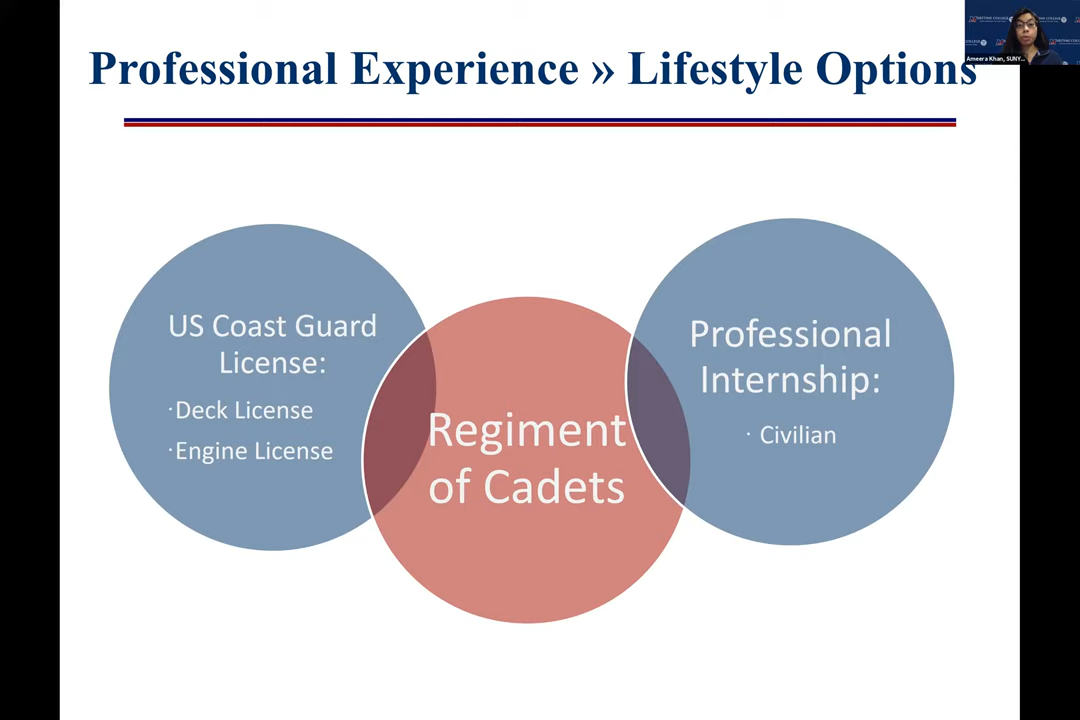 Professional Experience » Lifestyle Options
Ameera Khan, SUNY...
US Coast Guard
License:
·Deck License
·Engine License
Regiment
of Cadets
Professional
Internship:
· Civilian